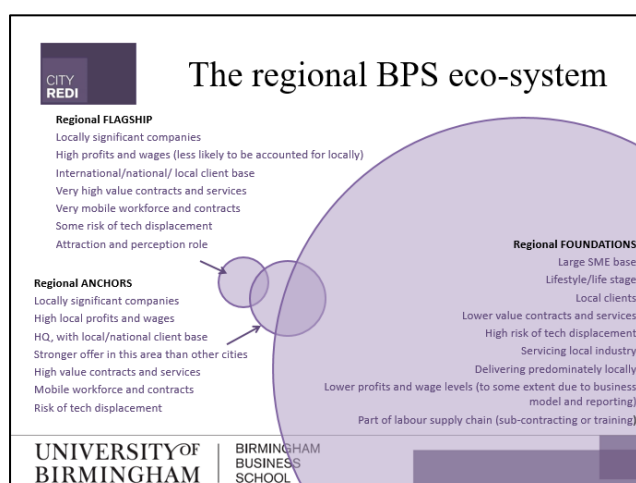 CITY
REDI
The regional BPS eco-system
Regional FLAGSHIP
Locally significant companies
High profits and wages (less likely to be accounted for locally)
International/national/ local client base
Very high value contracts and services
Very mobile workforce and contracts
Some risk of tech displacement
Attraction and perception role
Regional ANCHORS
Locally significant companies
High local profits and wages
HQ, with local/national client base
Stronger offer in this area than other cities
High value contracts and services
Mobile workforce and contracts
Risk of tech displacement
Regional FOUNDATIONS
Large SME base
Lifestyle/life stage
Local clients
Lower value contracts and services
High risk of tech displacement
Servicing local industry
Delivering predominately locally
Lower profits and wage levels (to some extent due to business
model and reporting)
Part of labour supply chain (sub-contracting or training)
UNIVERSITY OF
BIRMINGHAM
BIRMINGHAM
BUSINESS
SCHOOL